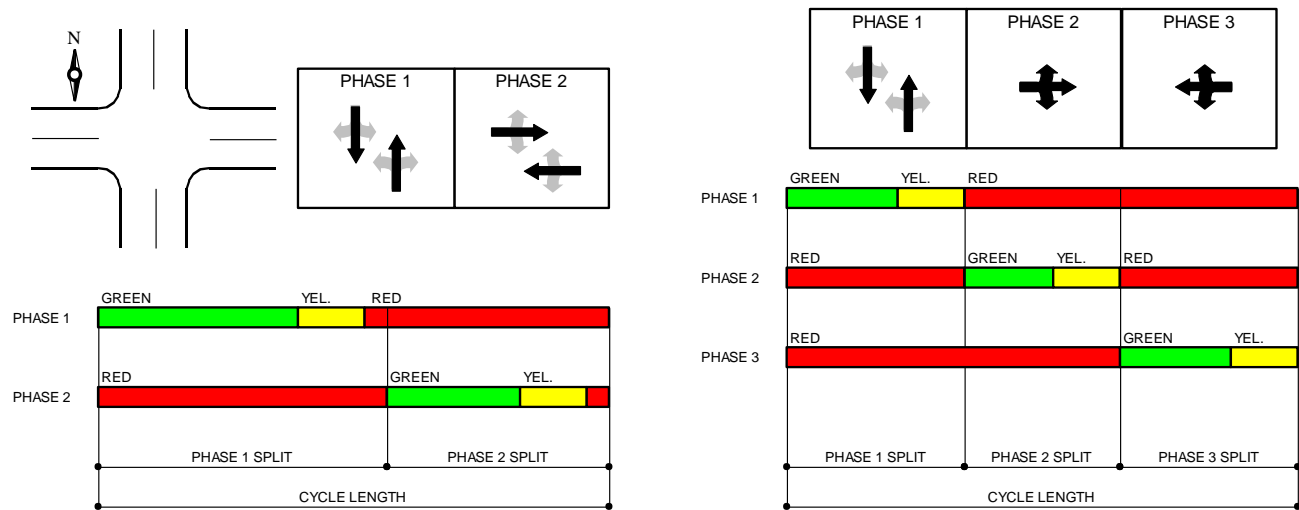 N
PHASE 1 PHASE 2
GREEN YEL. RED
PHASE 1
RED GREEN YEL.
PHASE 2
PHASE 1 SPLIT PHASE 2 SPLIT
CYCLE LENGTH
PHASE 1 PHASE 2 PHASE 3
GREEN YEL. RED
PHASE 1
RED GREEN YEL. RED
PHASE 2
RED GREEN YEL.
PHASE 3
PHASE 1 SPLIT PHASE 2 SPLIT PHASE 3 SPLIT
CYCLE LENGTH